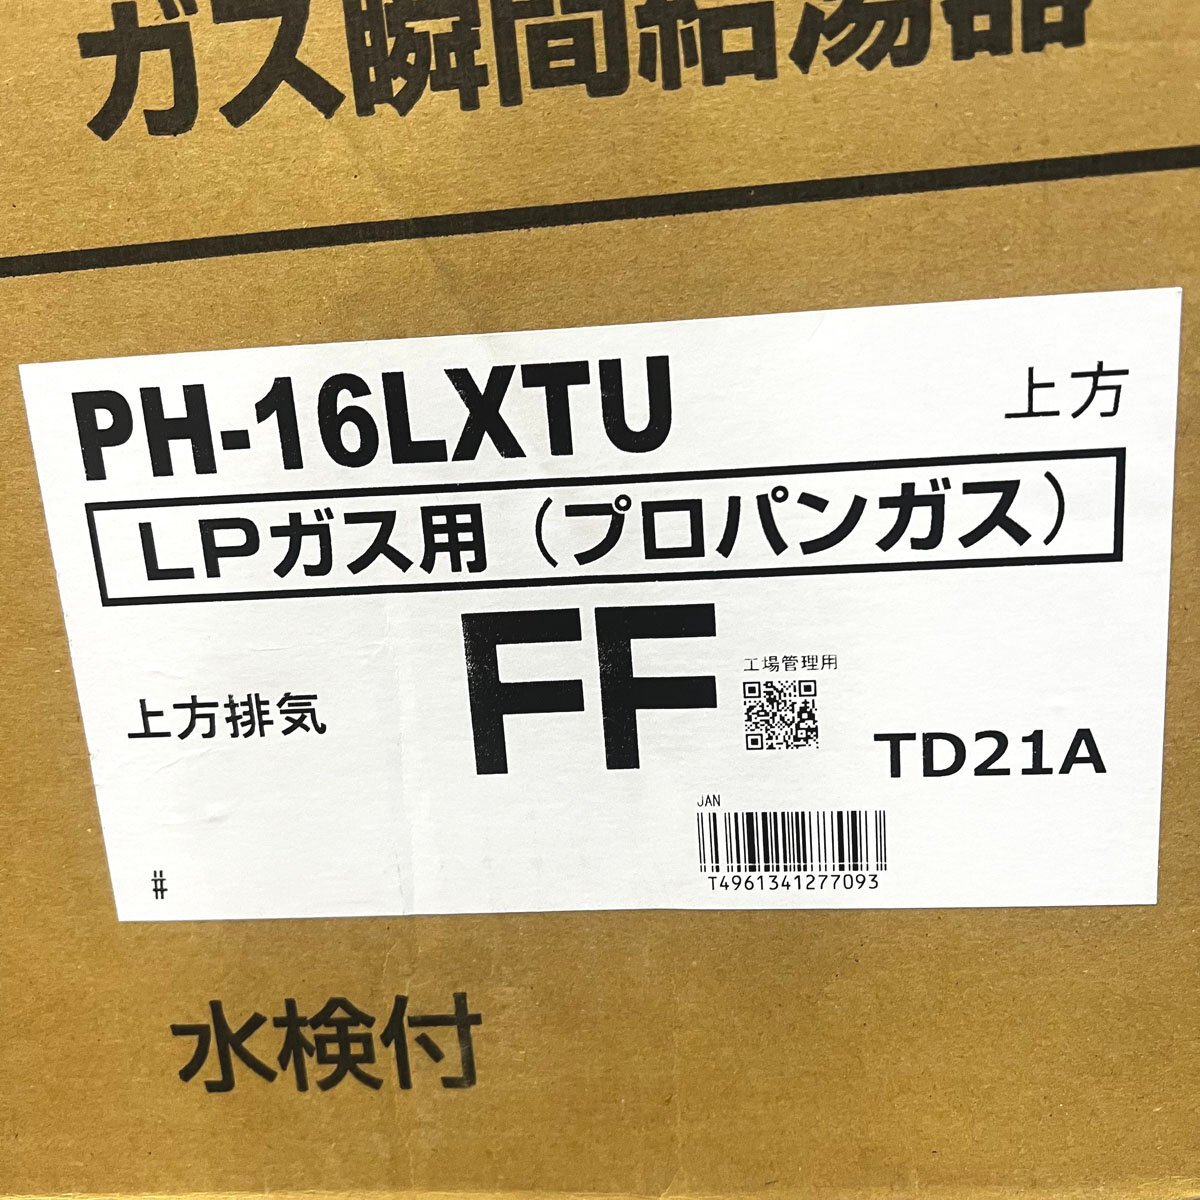 ガス瞬間給湯器
PH-16LXTU
上方
LPガス用（プロパンガス）
FF
工場管理用
上方排気
TD21A
JAN
T4961341277093
#
水検付